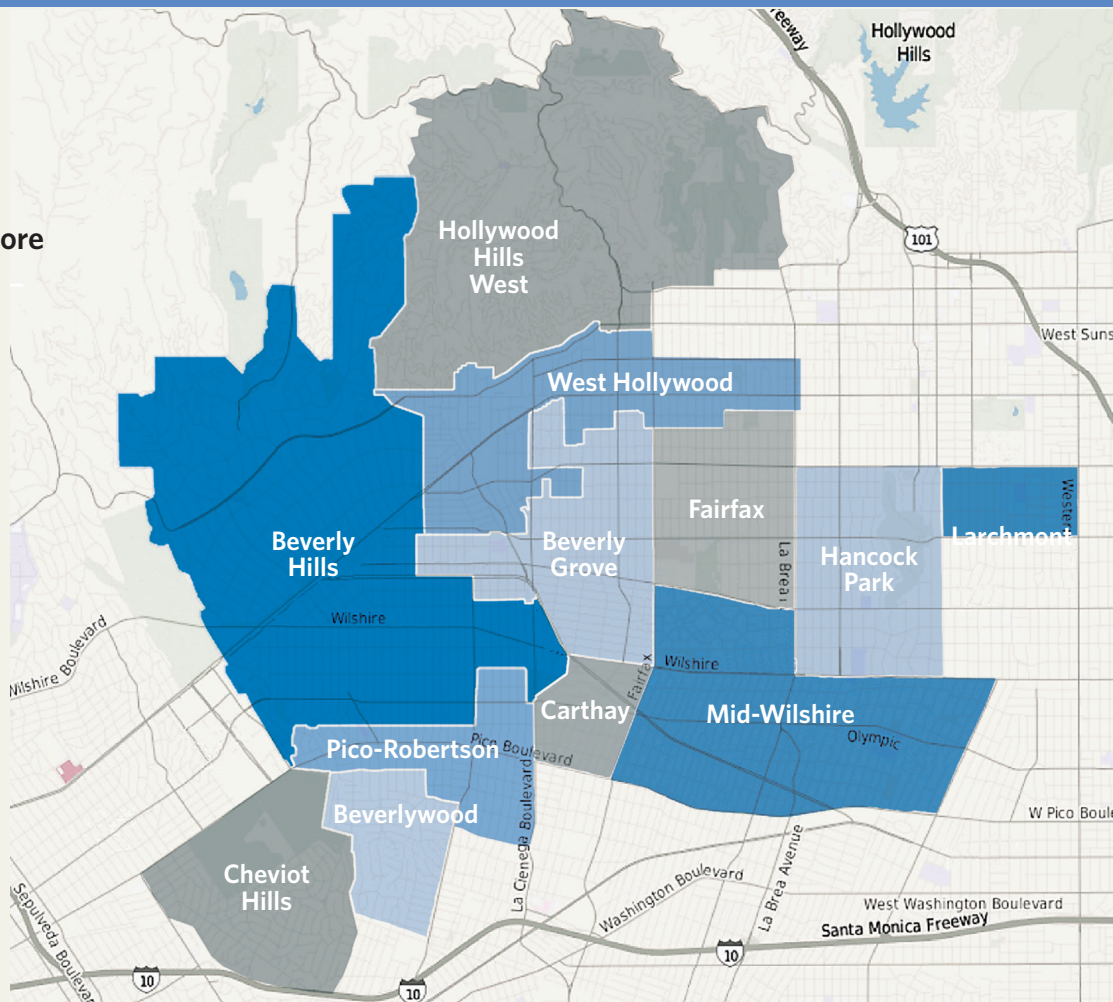 Freeway
Hollywood
Hills
ore
Hollywood
Hills
West
101
West Suns
West Hollywood
Western
Fairfax
Larchmont
Beverly
Hills
Beverly
Grove
La Brea
Hancock
Park
Wilshire
Wilshire Boulevard
Wilshire
Fairfax
Carthay
Mid-Wilshire
Olympic
Pico-Robertson
Pico Boulevard
La Cienega Boulevard
Beverlywood
W Pico Boule
Cheviot
Hills
La Brea Avenue
Washington Boulevard
West Washington Boulevard
Santa Monica Freeway
Sepulveda Boulevar
10
10
10